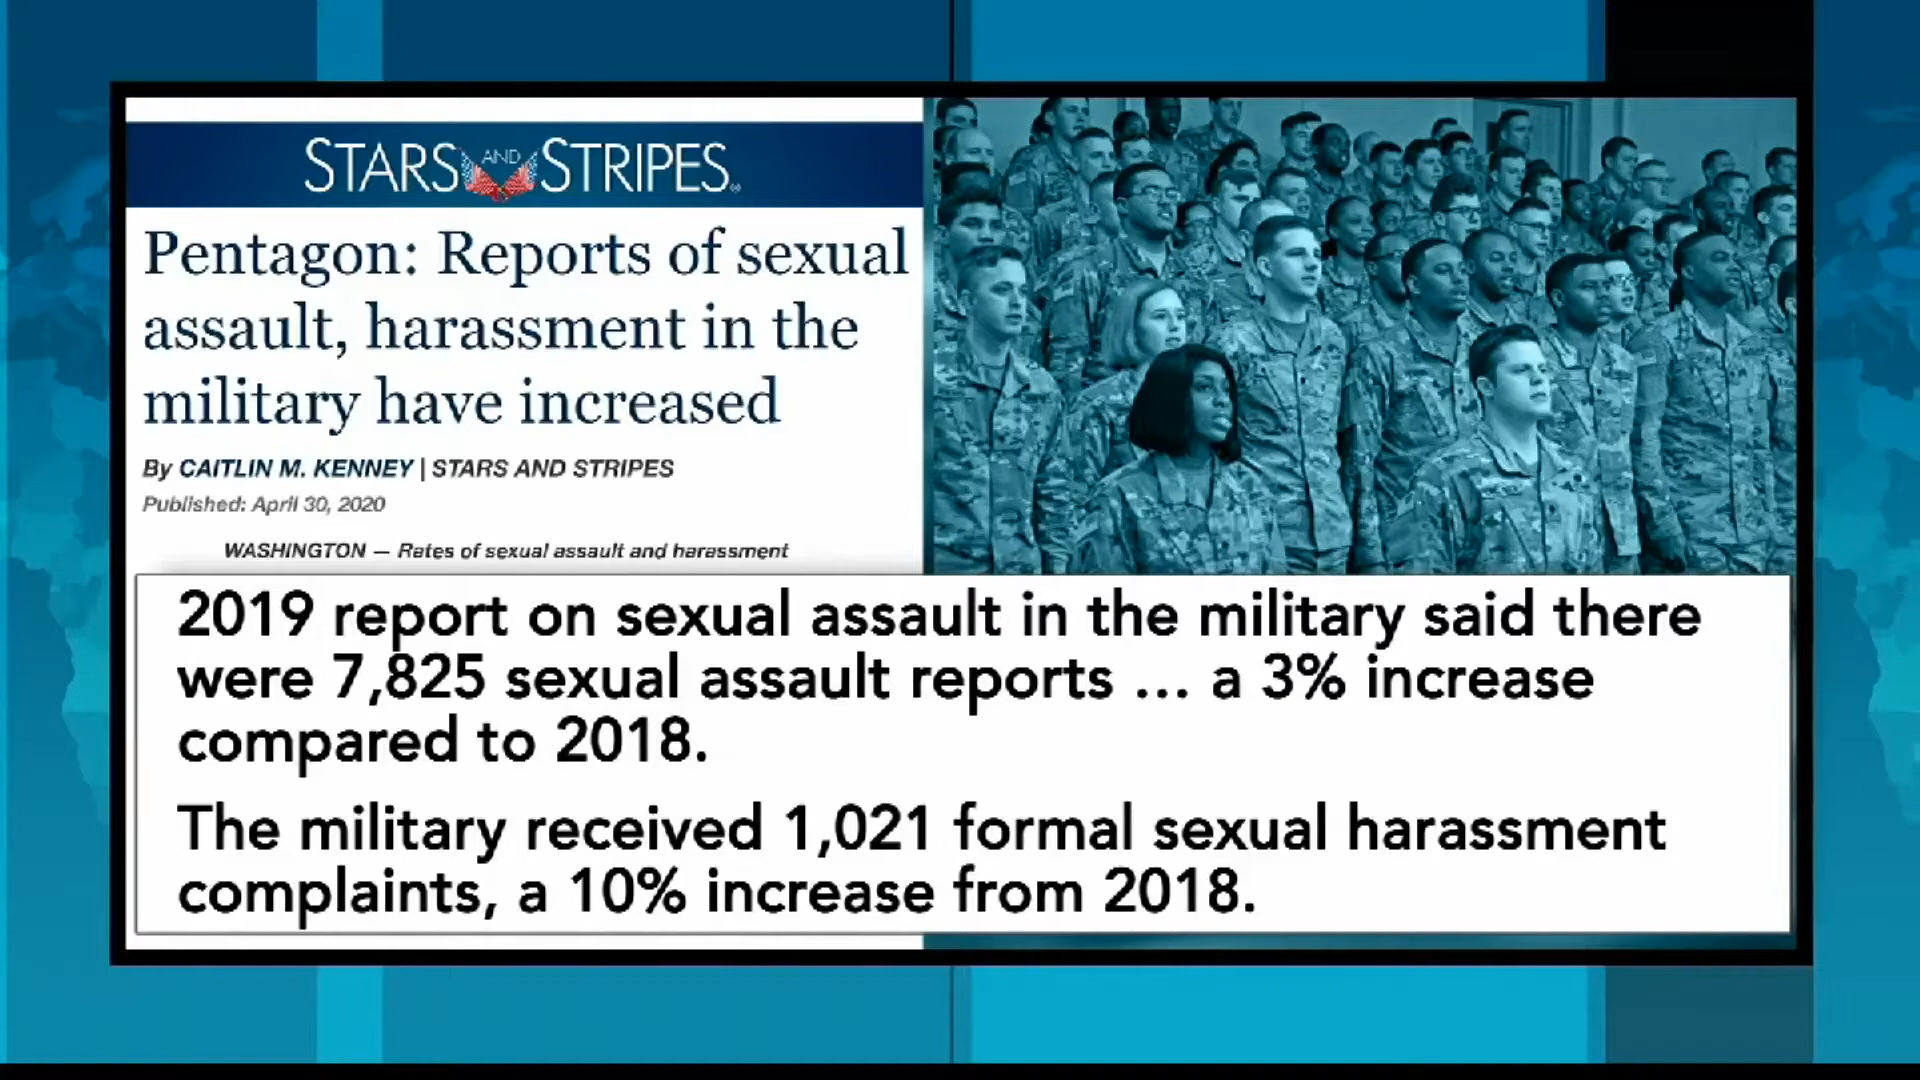 STARS AND STRIPES.
Pentagon: Reports of sexual
assault, harassment in the
military have increased
By CAITLIN M. KENNEY | STARS AND STRIPES
Published: April 30, 2020
WASHINGTON — Rates of sexual assault and harassment
2019 report on sexual assault in the military said there
were 7,825 sexual assault reports ... a 3% increase
compared to 2018.
The military received 1,021 formal sexual harassment
complaints, a 10% increase from 2018.